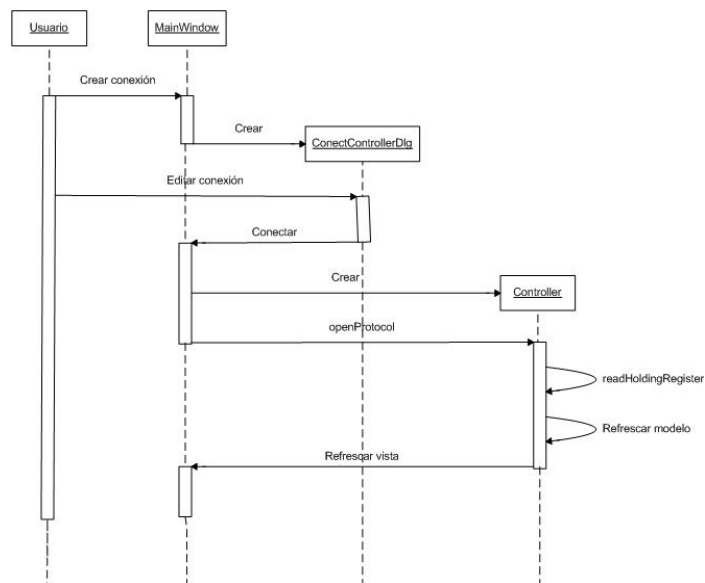 Usuario
MainWindow
Crear conexión
Crear
ConectControllerDlg
Editar conexión
Conectar
Crear
Controller
openProtocol
readHoldingRegister
Refrescar modelo
Refrescar vista